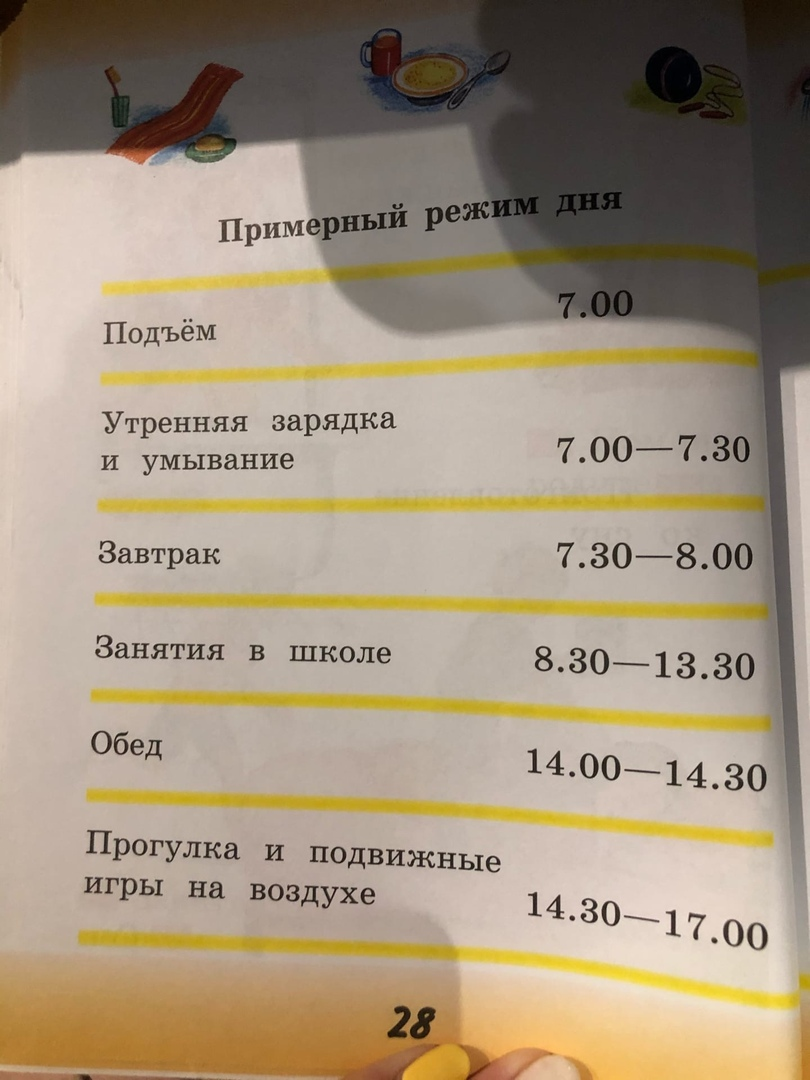 Примерный режим дня
Подъём 7.00
Утренняя зарядка
и умывание 7.00—7.30
Завтрак 7.30—8.00
Занятия в школе 8.30—13.30
Обед 14.00—14.30
Прогулка и подвижные
игры на воздухе 14.30—17.00
28